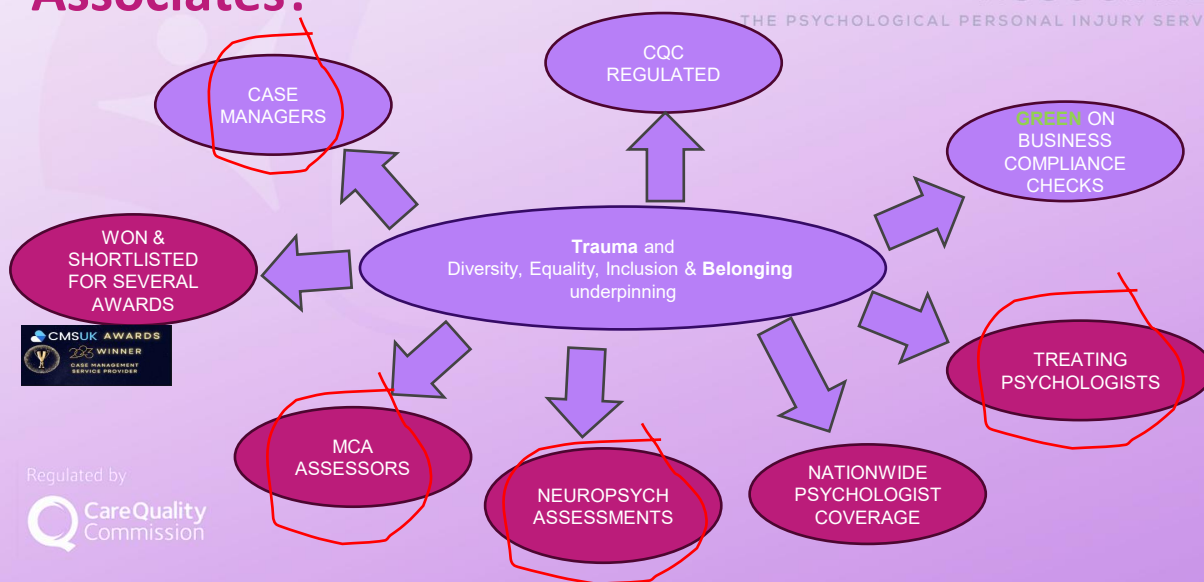 Associates?
THE PSYCHOLOGICAL PERSONAL INJURY SERV
CQC
REGULATED
CASE
MANAGERS
GREEN ON
BUSINESS
COMPLIANCE
CHECKS
WON &
SHORTLISTED
FOR SEVERAL
AWARDS
Trauma and
Diversity, Equality, Inclusion & Belonging
underpinning
CMSUK AWARDS
2023 WINNER
CASE MANAGEMENT
SERVICE PROVIDER
TREATING
PSYCHOLOGISTS
MCA
ASSESSORS
NEUROPSYCH
ASSESSMENTS
NATIONWIDE
PSYCHOLOGIST
COVERAGE
Regulated by
CareQuality
Commission